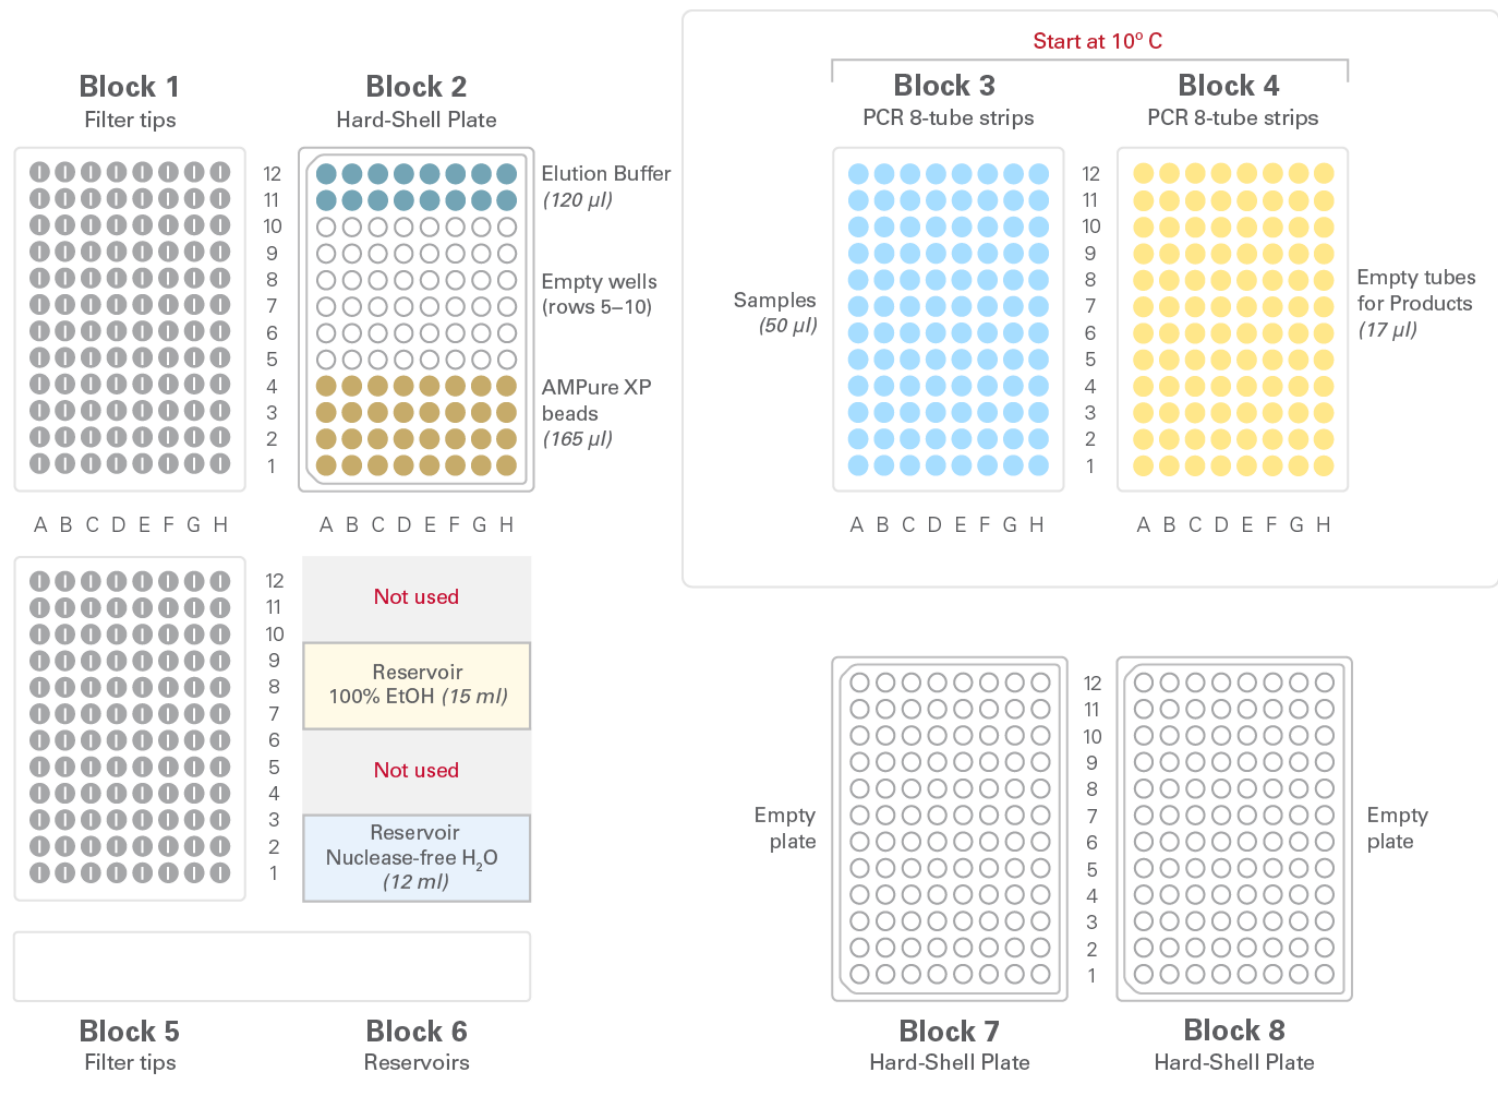 Start at 10° C
Block 1
Filter tips
Block 2
Hard-Shell Plate
Block 3
PCR 8-tube strips
Block 4
PCR 8-tube strips
12
11
10
9
8
7
6
5
4
3
2
1
Elution Buffer
(120 µl)
Empty wells
(rows 5–10)
AMPure XP
beads
(165 µl)
Samples
(50 µl)
12
11
10
9
8
7
6
5
4
3
2
1
Empty tubes
for Products
(17 µl)
A B C D E F G H
A B C D E F G H
A B C D E F G H
A B C D E F G H
12
11
10
9
8
7
6
5
4
3
2
1
Not used
Reservoir
100% EtOH (15 ml)
Not used
Reservoir
Nuclease-free H₂O
(12 ml)
Empty
plate
12
11
10
9
8
7
6
5
4
3
2
1
Empty
plate
Block 5
Filter tips
Block 6
Reservoirs
Block 7
Hard-Shell Plate
Block 8
Hard-Shell Plate